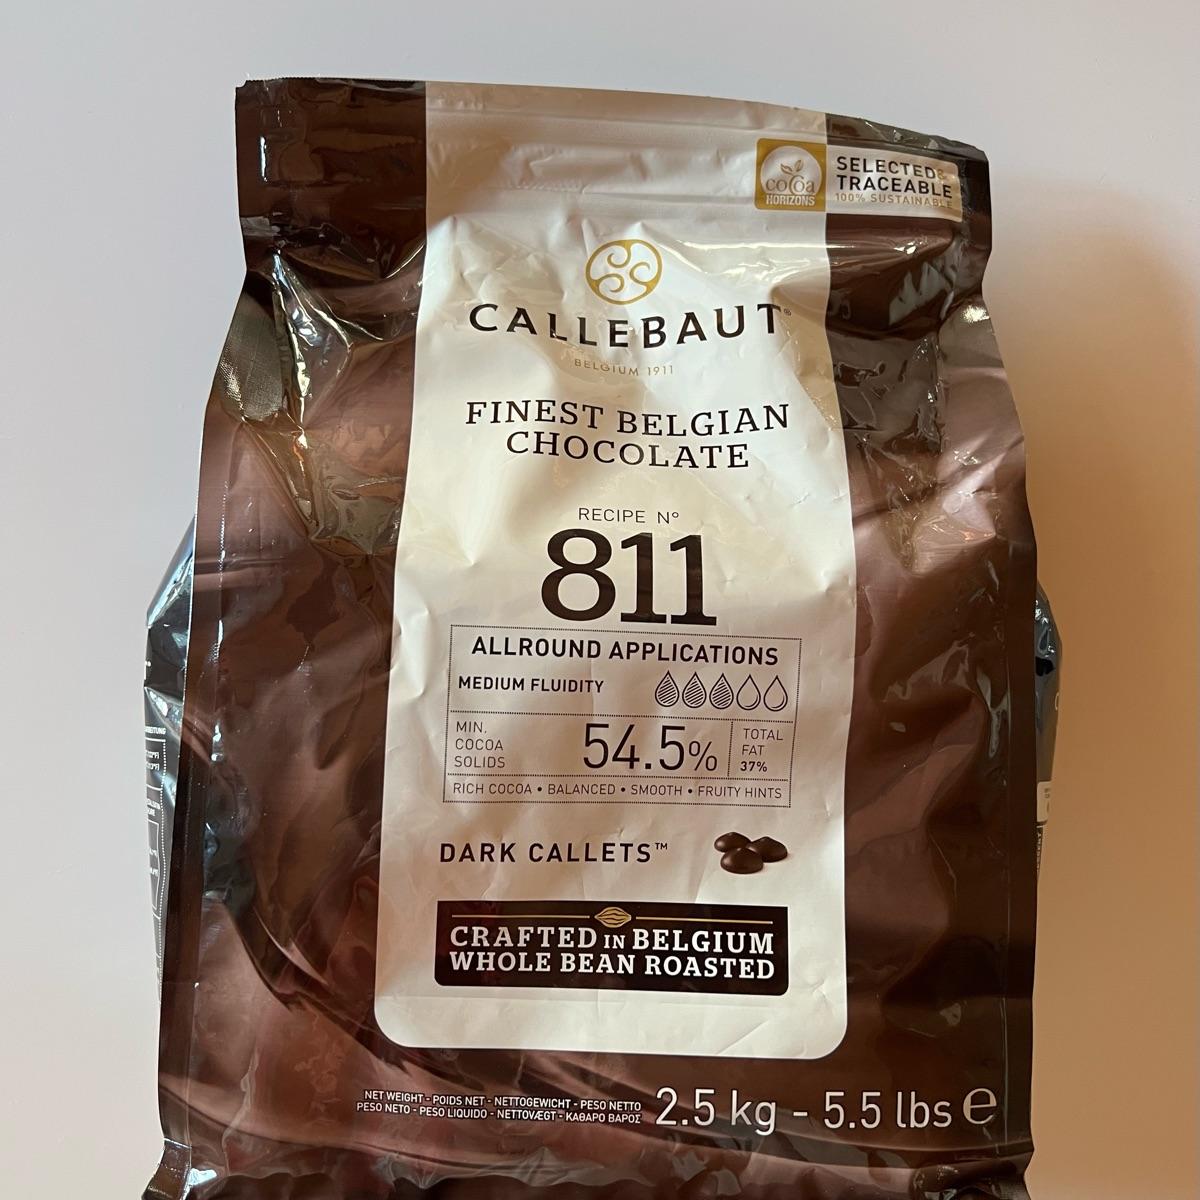 cocoa
HORIZONS
SELECTED &
TRACEABLE
100% SUSTAINABLE
CALLEBAUT®
BELGIUM 1911
FINEST BELGIAN
CHOCOLATE
RECIPE N°
811
ALLROUND APPLICATIONS
MEDIUM FLUIDITY
MIN.
COCOA
SOLIDS
54.5%
TOTAL
FAT
37%
RICH COCOA • BALANCED • SMOOTH • FRUITY HINTS
DARK CALLETS™
CRAFTED IN BELGIUM
WHOLE BEAN ROASTED
NET WEIGHT - POIDS NET - NETTOGEWICHT - PESO NETTO
PESO NETO - PESO LIQUIDO - NETTOVÆGT - ΚΑΘΑΡΟ ΒΑΡΟΣ
2.5 kg - 5.5 lbs e